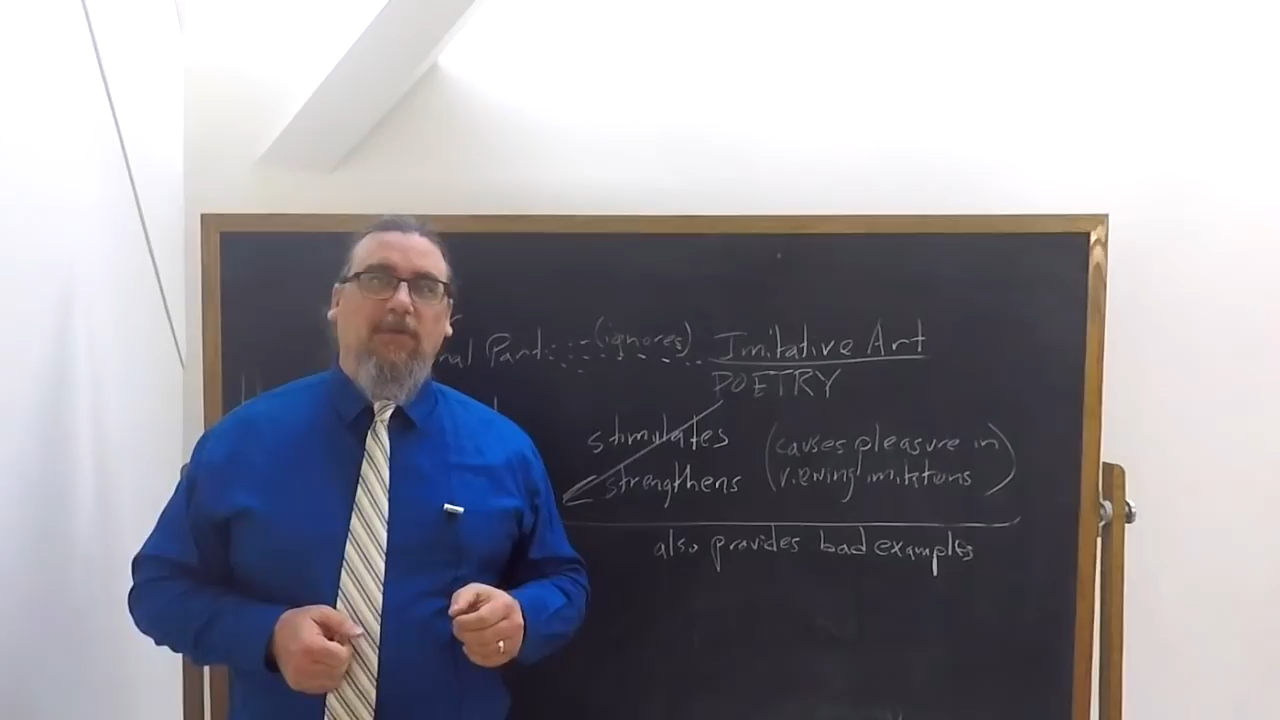 nal Part (ignores) Imitative Art
POETRY
stimulates
strengthens
(causes pleasure in
viewing imitations)
also provides bad examples